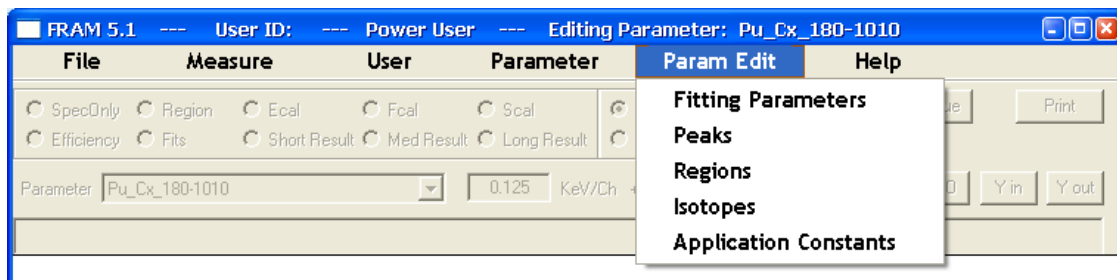 FRAM 5.1 --- User ID: --- Power User --- Editing Parameter: Pu_Cx_180-1010
File Measure User Parameter Param Edit Help
SpecOnly Region Ecal Fcal Scal Print
Efficiency Fits Short Result Med Result Long Result
Parameter Pu_Cx_180-1010 0.125 KeV/Ch + Y in Y out
Fitting Parameters
Peaks
Regions
Isotopes
Application Constants